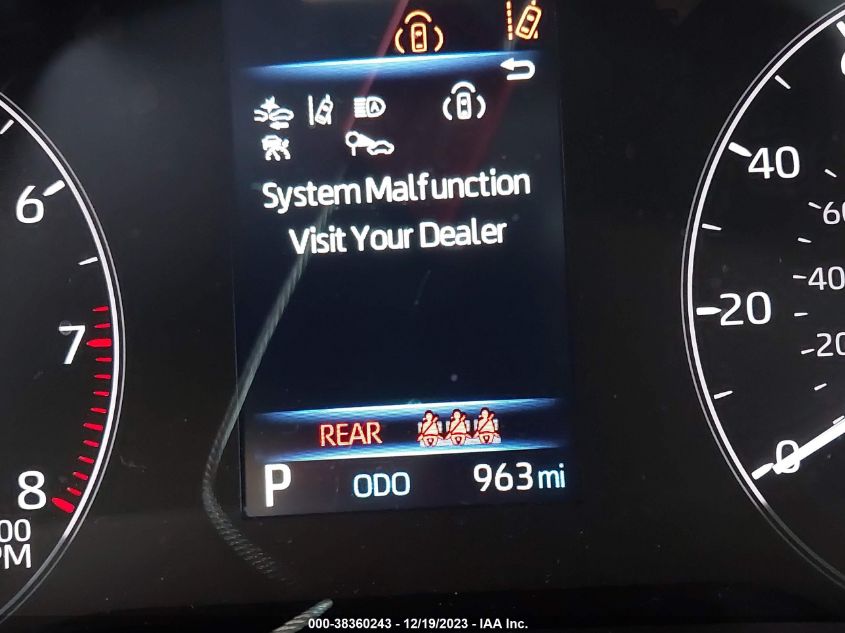 System Malfunction
Visit Your Dealer
6
7
8
00
PM
REAR
P ODO 963 mi
40
20
0
60
40
20
000-38360243 - 12/19/2023 - IAA Inc.